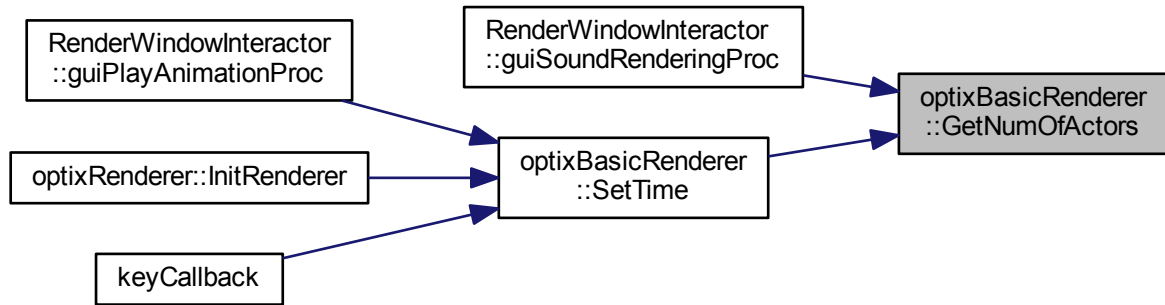 RenderWindowInteractor
::guiPlayAnimationProc
RenderWindowInteractor
::guiSoundRenderingProc
optixBasicRenderer
::GetNumOfActors
optixRenderer::InitRenderer
optixBasicRenderer
::SetTime
keyCallback